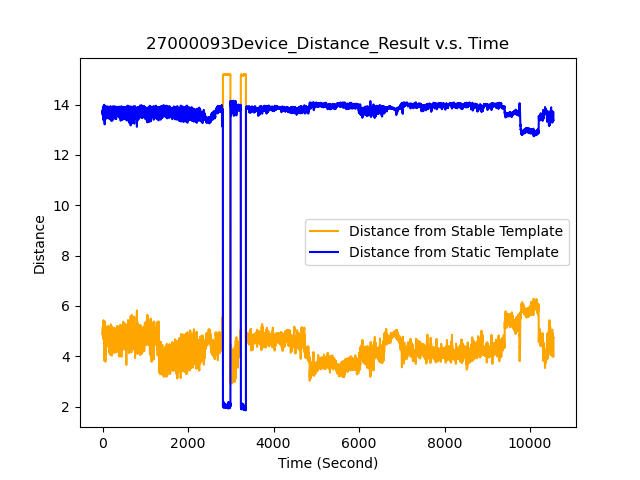 27000093Device_Distance_Result v.s. Time
14
12
10
8
6
4
2
Distance
Distance from Stable Template
Distance from Static Template
0 2000 4000 6000 8000 10000
Time (Second)